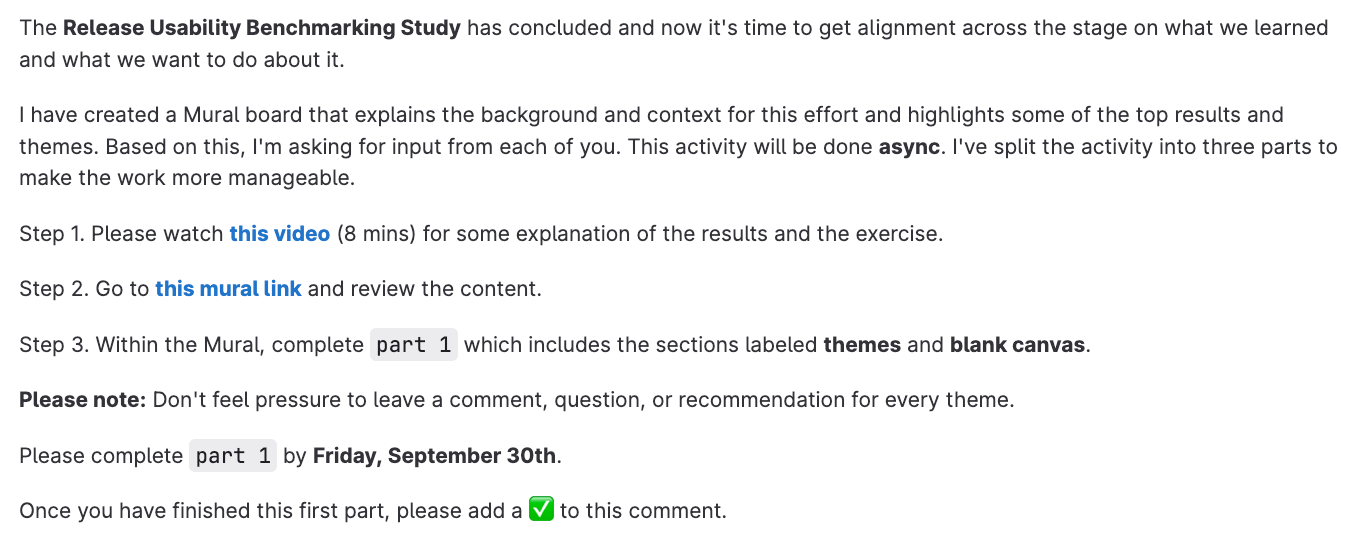 The Release Usability Benchmarking Study has concluded and now it's time to get alignment across the stage on what we learned
and what we want to do about it.
I have created a Mural board that explains the background and context for this effort and highlights some of the top results and
themes. Based on this, I'm asking for input from each of you. This activity will be done async. I've split the activity into three parts to
make the work more manageable.
Step 1. Please watch this video (8 mins) for some explanation of the results and the exercise.
Step 2. Go to this mural link and review the content.
Step 3. Within the Mural, complete part 1 which includes the sections labeled themes and blank canvas.
Please note: Don't feel pressure to leave a comment, question, or recommendation for every theme.
Please complete part 1 by Friday, September 30th.
Once you have finished this first part, please add a ✅ to this comment.